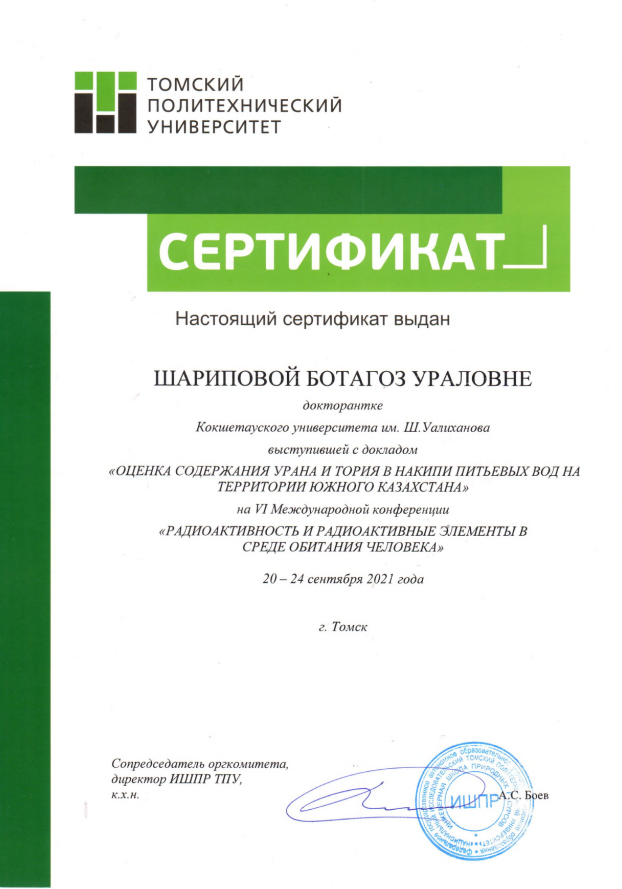 ТОМСКИЙ
ПОЛИТЕХНИЧЕСКИЙ
УНИВЕРСИТЕТ
СЕРТИФИКАТ
Настоящий сертификат выдан
ШАРИПОВОЙ БОТАГОЗ УРАЛОВНЕ
докторантке
Кокшетауского университета им. Ш.Уалиханова
выступившей с докладом
«ОЦЕНКА СОДЕРЖАНИЯ УРАНА И ТОРИЯ В НАКИПИ ПИТЬЕВЫХ ВОД НА
ТЕРРИТОРИИ ЮЖНОГО КАЗАХСТАНА»
на VI Международной конференции
«РАДИОАКТИВНОСТЬ И РАДИОАКТИВНЫЕ ЭЛЕМЕНТЫ В
СРЕДЕ ОБИТАНИЯ ЧЕЛОВЕКА»
20 – 24 сентября 2021 года
г. Томск
Сопредседатель оргкомитета,
директор ИШПР ТПУ,
к.х.н.
А.С. Боев
ИШПР